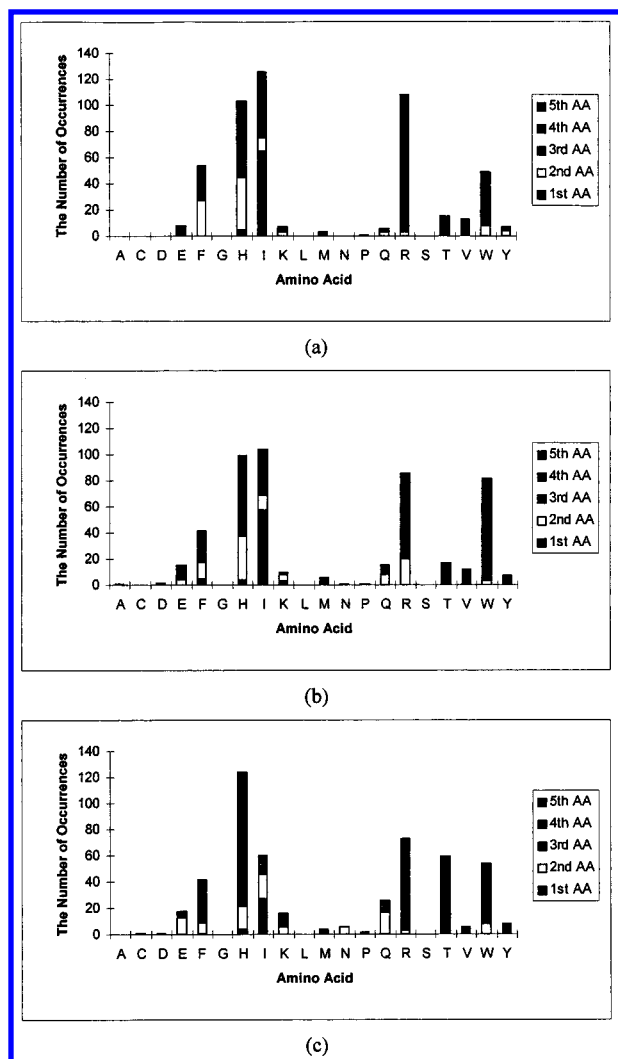 140
120
100
80
60
40
20
0
The Number of Occurrences
A C D E F G H I K L M N P Q R S T V W Y
Amino Acid
5th AA
4th AA
3rd AA
2nd AA
1st AA
(a)
140
120
100
80
60
40
20
0
The Number of Occurrences
A C D E F G H I K L M N P Q R S T V W Y
Amino Acid
5th AA
4th AA
3rd AA
2nd AA
1st AA
(b)
140
120
100
80
60
40
20
0
The Number of Occurrences
A C D E F G H I K L M N P Q R S T V W Y
Amino Acid
5th AA
4th AA
3rd AA
2nd AA
1st AA
(c)